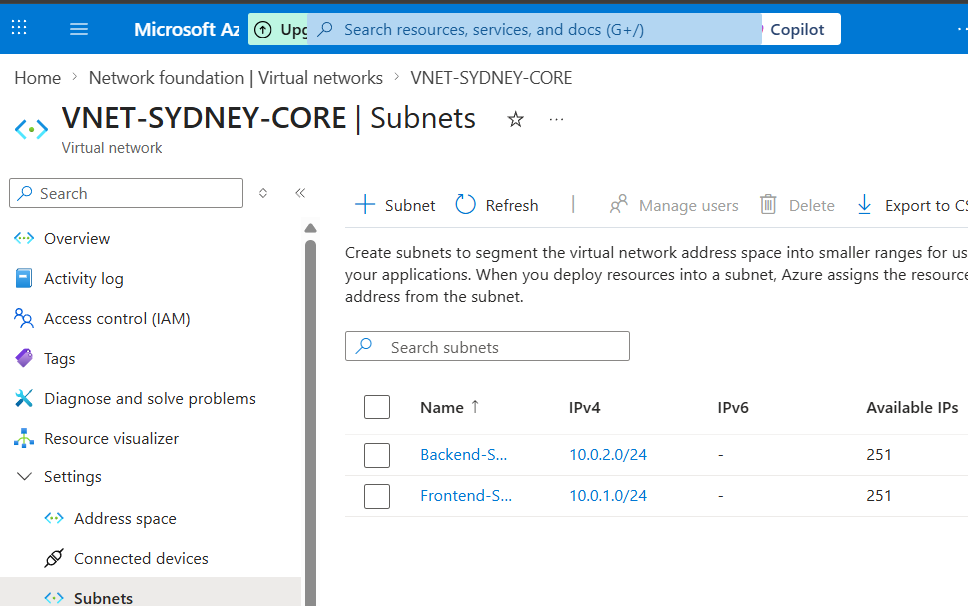 Microsoft Az Upg Search resources, services, and docs (G+/) Copilot
Home > Network foundation | Virtual networks > VNET-SYDNEY-CORE
VNET-SYDNEY-CORE | Subnets
Virtual network
Search
Overview
Activity log
Access control (IAM)
Tags
Diagnose and solve problems
Resource visualizer
Settings
Address space
Connected devices
Subnets
Subnet Refresh | Manage users Delete Export to CS
Create subnets to segment the virtual network address space into smaller ranges for us
your applications. When you deploy resources into a subnet, Azure assigns the resource
address from the subnet.
Search subnets
Name ↑ IPv4 IPv6 Available IPs
Backend-S... 10.0.2.0/24 - 251
Frontend-S... 10.0.1.0/24 - 251